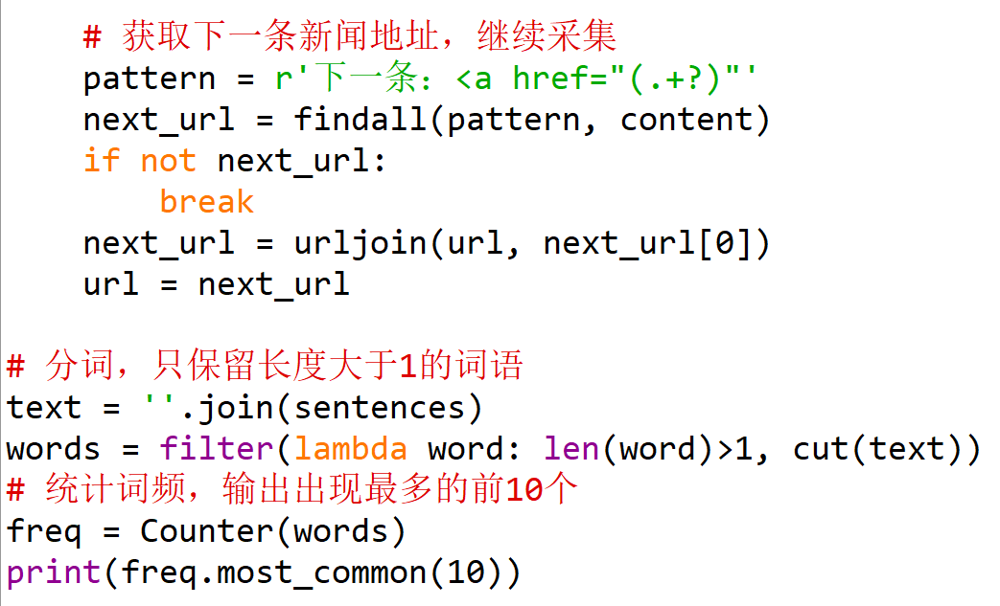 # 获取下一条新闻地址，继续采集
    pattern = r'下一条：<a href="(.+?)"'
    next_url = findall(pattern, content)
    if not next_url:
        break
    next_url = urljoin(url, next_url[0])
    url = next_url

# 分词，只保留长度大于1的词语
text = ''.join(sentences)
words = filter(lambda word: len(word)>1, cut(text))
# 统计词频，输出出现最多的前10个
freq = Counter(words)
print(freq.most_common(10))